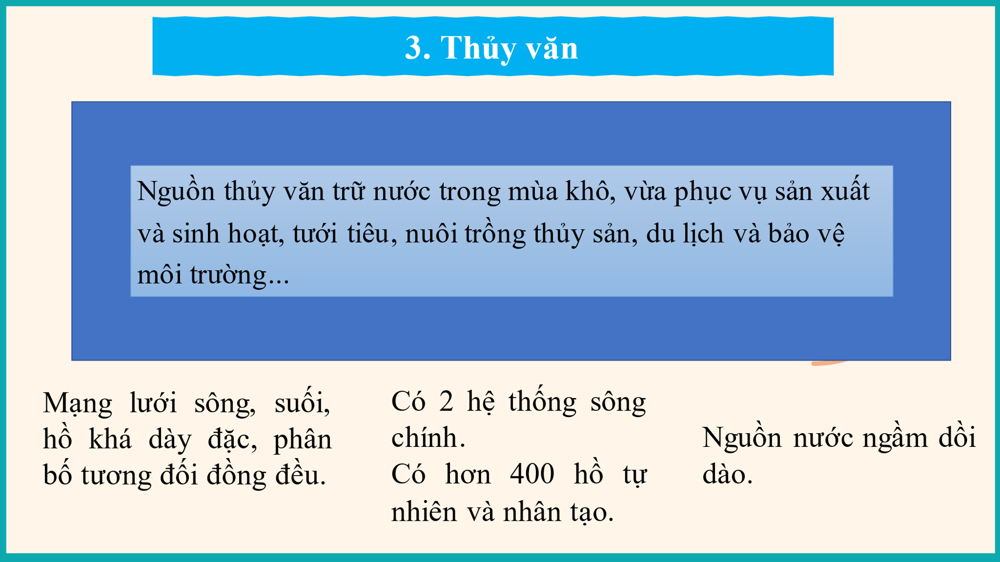 3. Thủy văn
Nguồn thủy văn trữ nước trong mùa khô, vừa phục vụ sản xuất
và sinh hoạt, tưới tiêu, nuôi trồng thủy sản, du lịch và bảo vệ
môi trường...
Mạng lưới sông, suối,
hồ khá dày đặc, phân
bố tương đối đồng đều.
Có 2 hệ thống sông
chính.
Có hơn 400 hồ tự
nhiên và nhân tạo.
Nguồn nước ngầm dồi
dào.